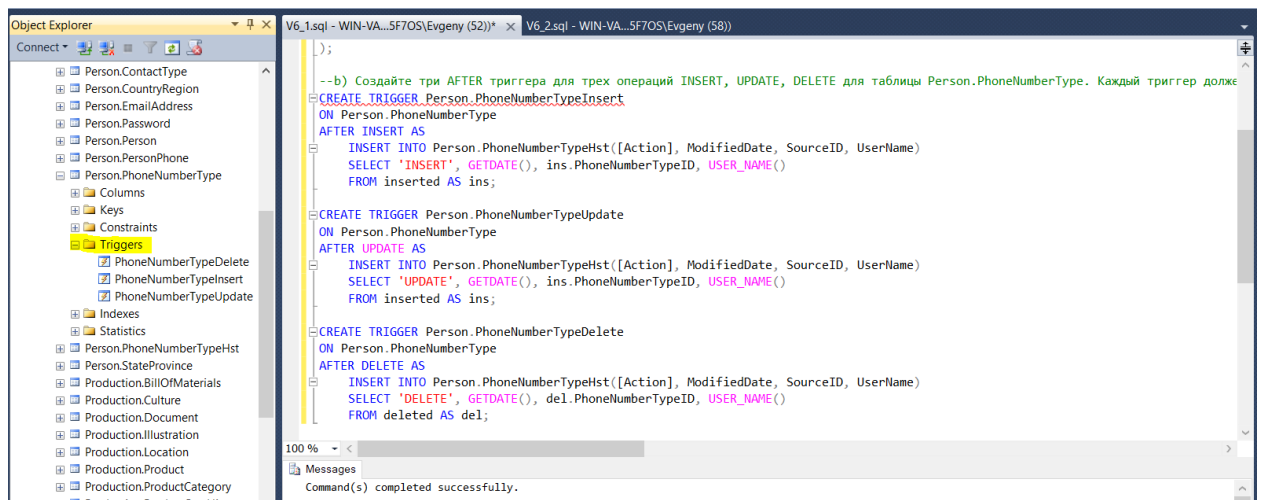 Object Explorer
Connect
Person.ContactType
Person.CountryRegion
Person.EmailAddress
Person.Password
Person.Person
Person.PersonPhone
Person.PhoneNumberType
Columns
Keys
Constraints
Triggers
PhoneNumberTypeDelete
PhoneNumberTypeInsert
PhoneNumberTypeUpdate
Indexes
Statistics
Person.PhoneNumberTypeHst
Person.StateProvince
Production.BillOfMaterials
Production.Culture
Production.Document
Production.Illustration
Production.Location
Production.Product
Production.ProductCategory
V6_1.sql - WIN-VA...5F7OS\Evgeny (52))* V6_2.sql - WIN-VA...5F7OS\Evgeny (58))
);
--b) Создайте три AFTER триггера для трех операций INSERT, UPDATE, DELETE для таблицы Person.PhoneNumberType. Каждый триггер долже
CREATE TRIGGER Person.PhoneNumberTypeInsert
ON Person.PhoneNumberType
AFTER INSERT AS
INSERT INTO Person.PhoneNumberTypeHst([Action], ModifiedDate, SourceID, UserName)
SELECT 'INSERT', GETDATE(), ins.PhoneNumberTypeID, USER_NAME()
FROM inserted AS ins;
CREATE TRIGGER Person.PhoneNumberTypeUpdate
ON Person.PhoneNumberType
AFTER UPDATE AS
INSERT INTO Person.PhoneNumberTypeHst([Action], ModifiedDate, SourceID, UserName)
SELECT 'UPDATE', GETDATE(), ins.PhoneNumberTypeID, USER_NAME()
FROM inserted AS ins;
CREATE TRIGGER Person.PhoneNumberTypeDelete
ON Person.PhoneNumberType
AFTER DELETE AS
INSERT INTO Person.PhoneNumberTypeHst([Action], ModifiedDate, SourceID, UserName)
SELECT 'DELETE', GETDATE(), del.PhoneNumberTypeID, USER_NAME()
FROM deleted AS del;
100 %
Messages
Command(s) completed successfully.